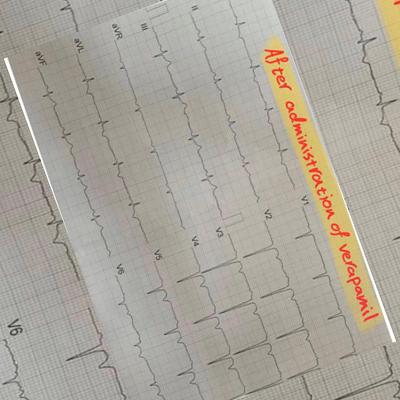 After administration of verapamil
II
III
aVR
aVL
aVF
V1
V2
V3
V4
V5
V6
V6